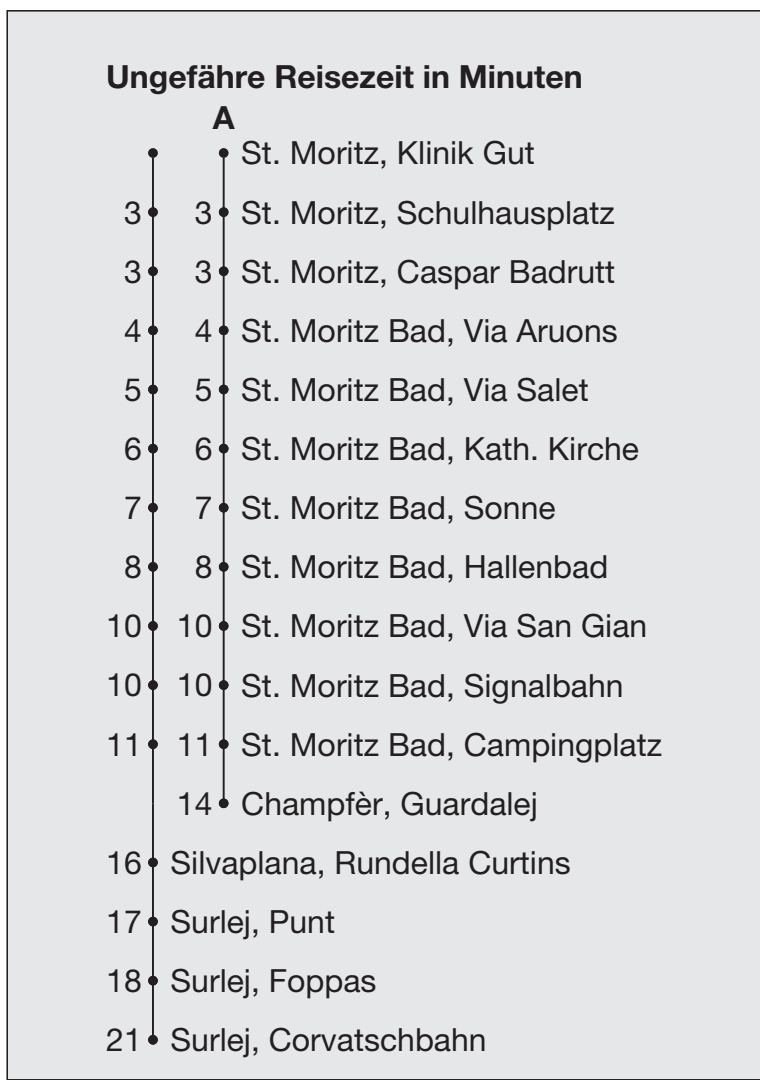 Ungefähre Reisezeit in Minuten
A
St. Moritz, Klinik Gut
3 3 St. Moritz, Schulhausplatz
3 3 St. Moritz, Caspar Badrutt
4 4 St. Moritz Bad, Via Aruons
5 5 St. Moritz Bad, Via Salet
6 6 St. Moritz Bad, Kath. Kirche
7 7 St. Moritz Bad, Sonne
8 8 St. Moritz Bad, Hallenbad
10 10 St. Moritz Bad, Via San Gian
10 10 St. Moritz Bad, Signalbahn
11 11 St. Moritz Bad, Campingplatz
14 Champfèr, Guardalej
16 Silvaplana, Rundella Curtins
17 Surlej, Punt
18 Surlej, Foppas
21 Surlej, Corvatschbahn